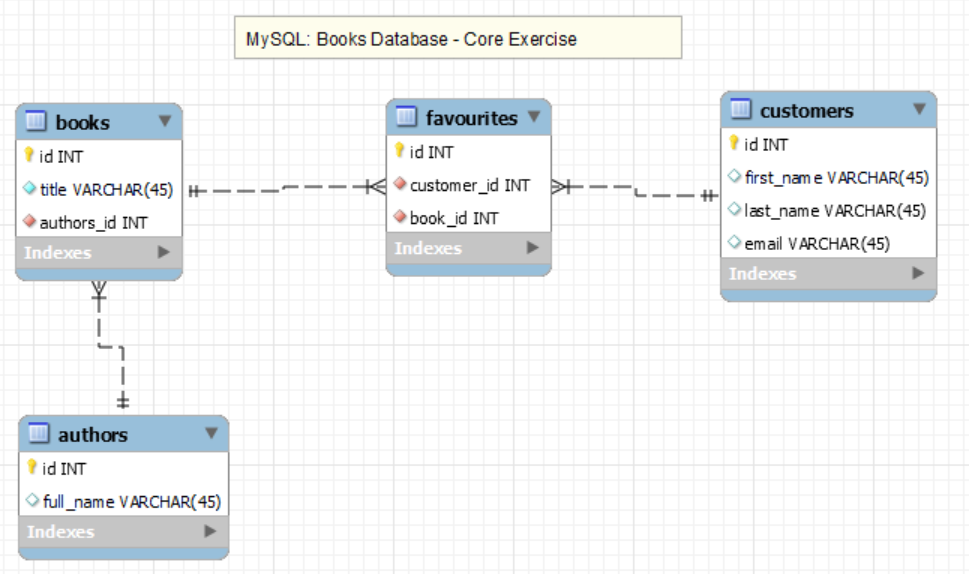 MySQL: Books Database - Core Exercise
books
id INT
title VARCHAR(45)
authors_id INT
Indexes
favourites
id INT
customer_id INT
book_id INT
Indexes
customers
id INT
first_name VARCHAR(45)
last_name VARCHAR(45)
email VARCHAR(45)
Indexes
authors
id INT
full_name VARCHAR(45)
Indexes